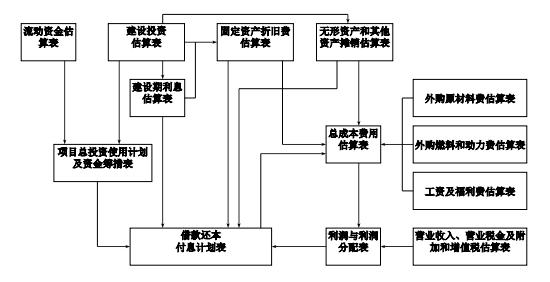 流动资金估
算表
建设投资
估算表
固定资产折旧费
估算表
无形资产和其他
资产摊销估算表
建设期利息
估算表
外购原材料费估算表
总成本费用
估算表
外购燃料和动力费估算表
项目总投资使用计划
及资金筹措表
工资及福利费估算表
借款还本
付息计划表
利润与利润
分配表
营业收入、营业税金及附
加和增值税估算表